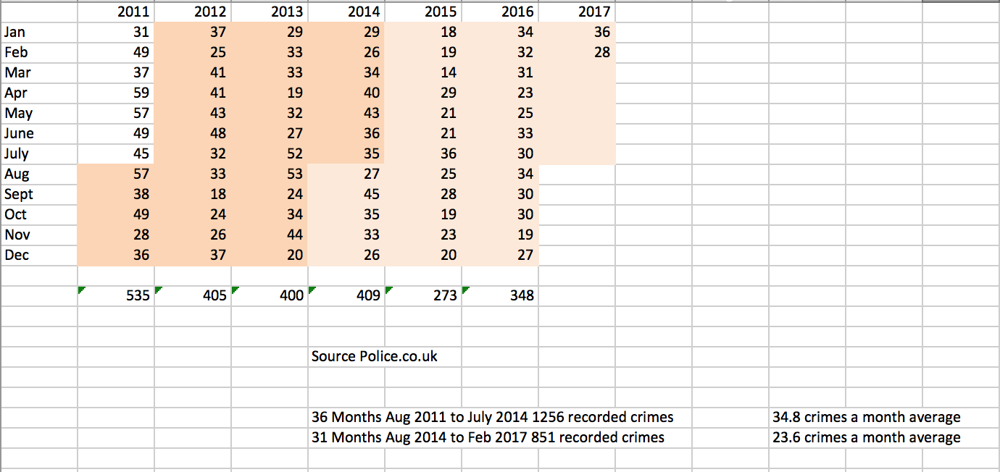 2011 2012 2013 2014 2015 2016 2017
Jan 31 37 29 29 18 34 36
Feb 49 25 33 26 19 32 28
Mar 37 41 33 34 14 31
Apr 59 41 19 40 29 23
May 57 43 32 43 21 25
June 49 48 27 36 21 33
July 45 32 52 35 36 30
Aug 57 33 53 27 25 34
Sept 38 18 24 45 28 30
Oct 49 24 34 35 19 30
Nov 28 26 44 33 23 19
Dec 36 37 20 26 20 27
535 405 400 409 273 348
Source Police.co.uk
36 Months Aug 2011 to July 2014 1256 recorded crimes 34.8 crimes a month average
31 Months Aug 2014 to Feb 2017 851 recorded crimes 23.6 crimes a month average